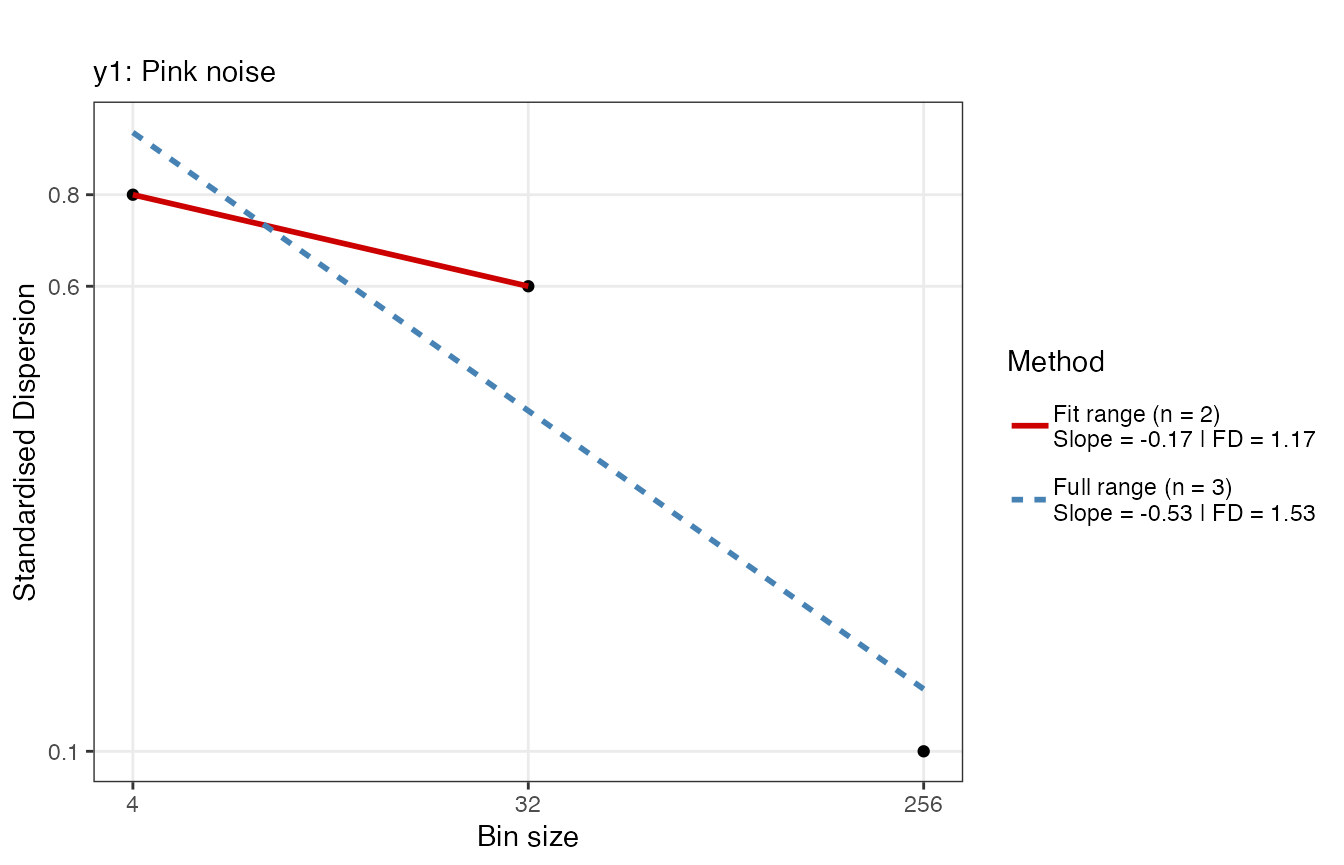 y1: Pink noise
0.8
0.6
0.1
Standardised Dispersion
4
32
256
Bin size
Method
Fit range (n = 2)
Slope = -0.17 | FD = 1.17
Full range (n = 3)
Slope = -0.53 | FD = 1.53